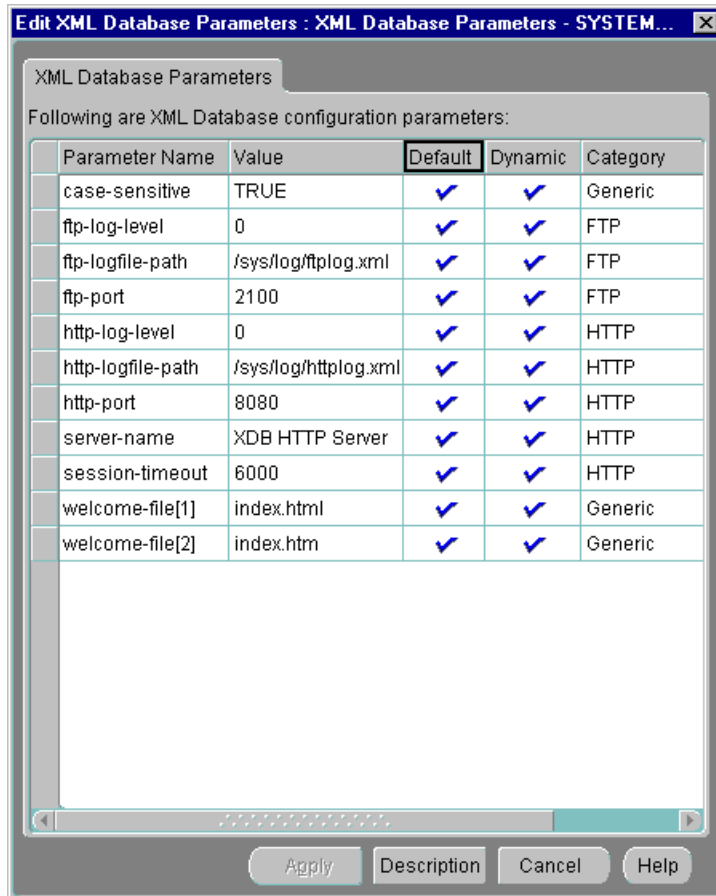 Edit XML Database Parameters : XML Database Parameters - SYSTEM...
XML Database Parameters
Following are XML Database configuration parameters:
Parameter Name Value Default Dynamic Category
case-sensitive TRUE Generic
ftp-log-level 0 FTP
ftp-logfile-path /sys/log/ftplog.xml FTP
ftp-port 2100 FTP
http-log-level 0 HTTP
http-logfile-path /sys/log/httplog.xml HTTP
http-port 8080 HTTP
server-name XDB HTTP Server HTTP
session-timeout 6000 HTTP
welcome-file[1] index.html Generic
welcome-file[2] index.htm Generic
Apply Description Cancel Help